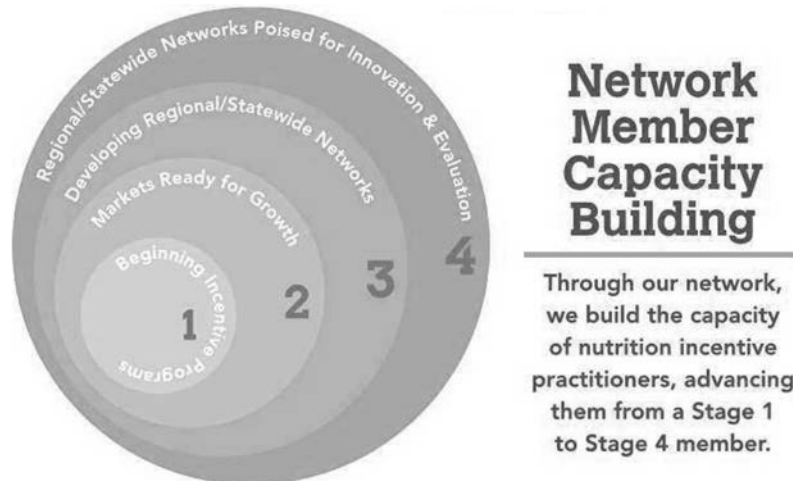 Regional/Statewide Networks Poised for Innovation & Evaluation
Developing Regional/Statewide Networks
Markets Ready for Growth
Beginning Incentive Programs
1
2
3
4
Network
Member
Capacity
Building
Through our network,
we build the capacity
of nutrition incentive
practitioners, advancing
them from a Stage 1
to Stage 4 member.